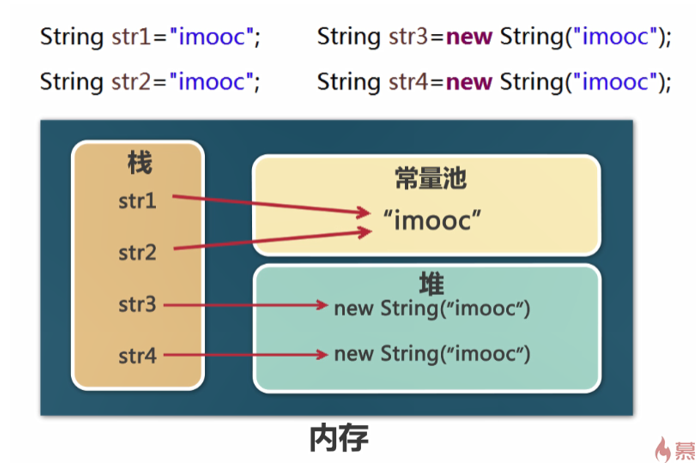 String str1="imooc"; String str3=new String("imooc");
String str2="imooc"; String str4=new String("imooc");
栈
常量池
str1
"imooc"
str2
堆
str3
new String("imooc")
str4
new String("imooc")
内存
慕